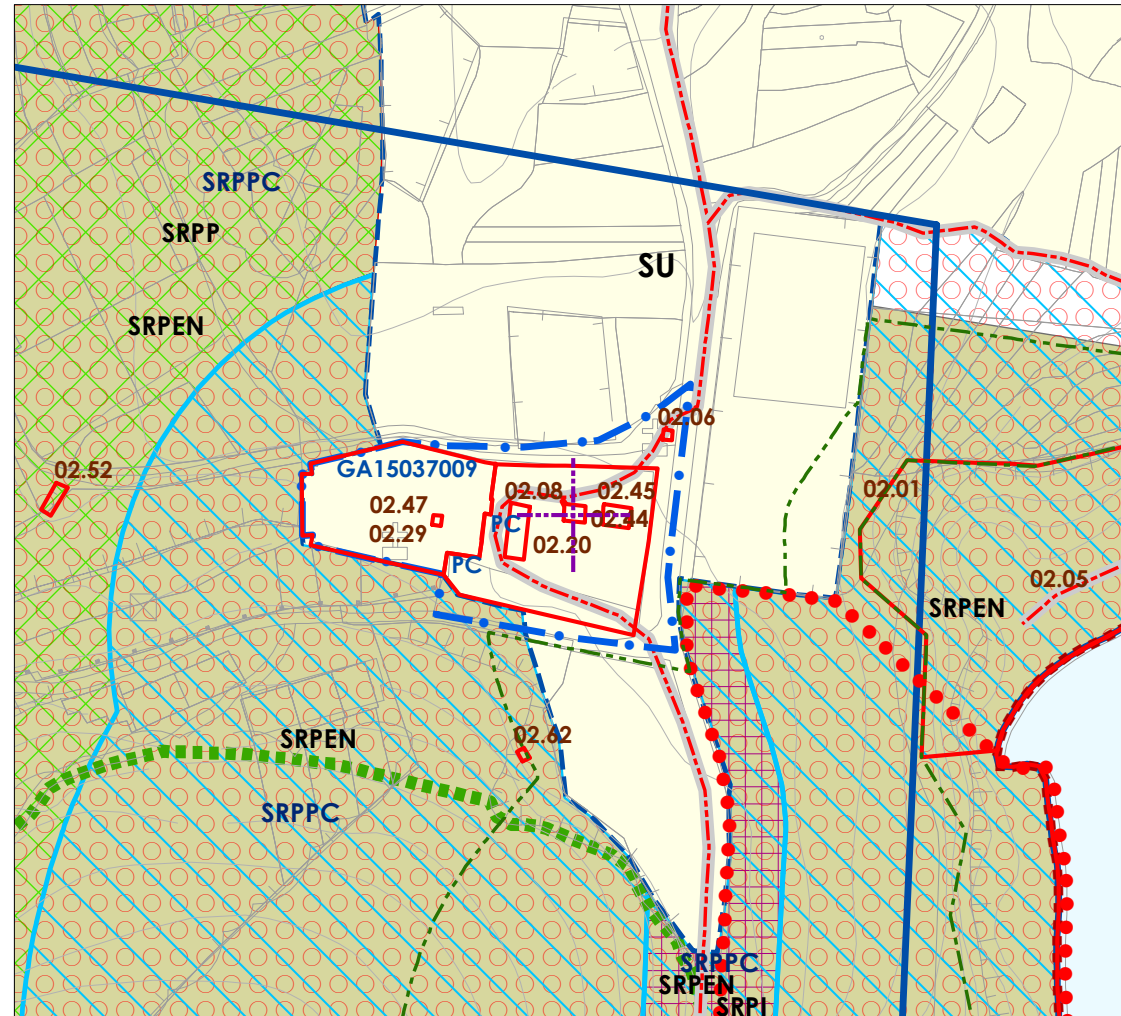 SRPPC
SRPP
SU
SRPEN
02.06
02.52
GA15037009
02.47
02.08
02.45
02.01
02.29
PC
02.44
02.20
PC
02.05
SRPEN
02.62
SRPEN
SRPPC
SRPPC
SRPEN
SRPI